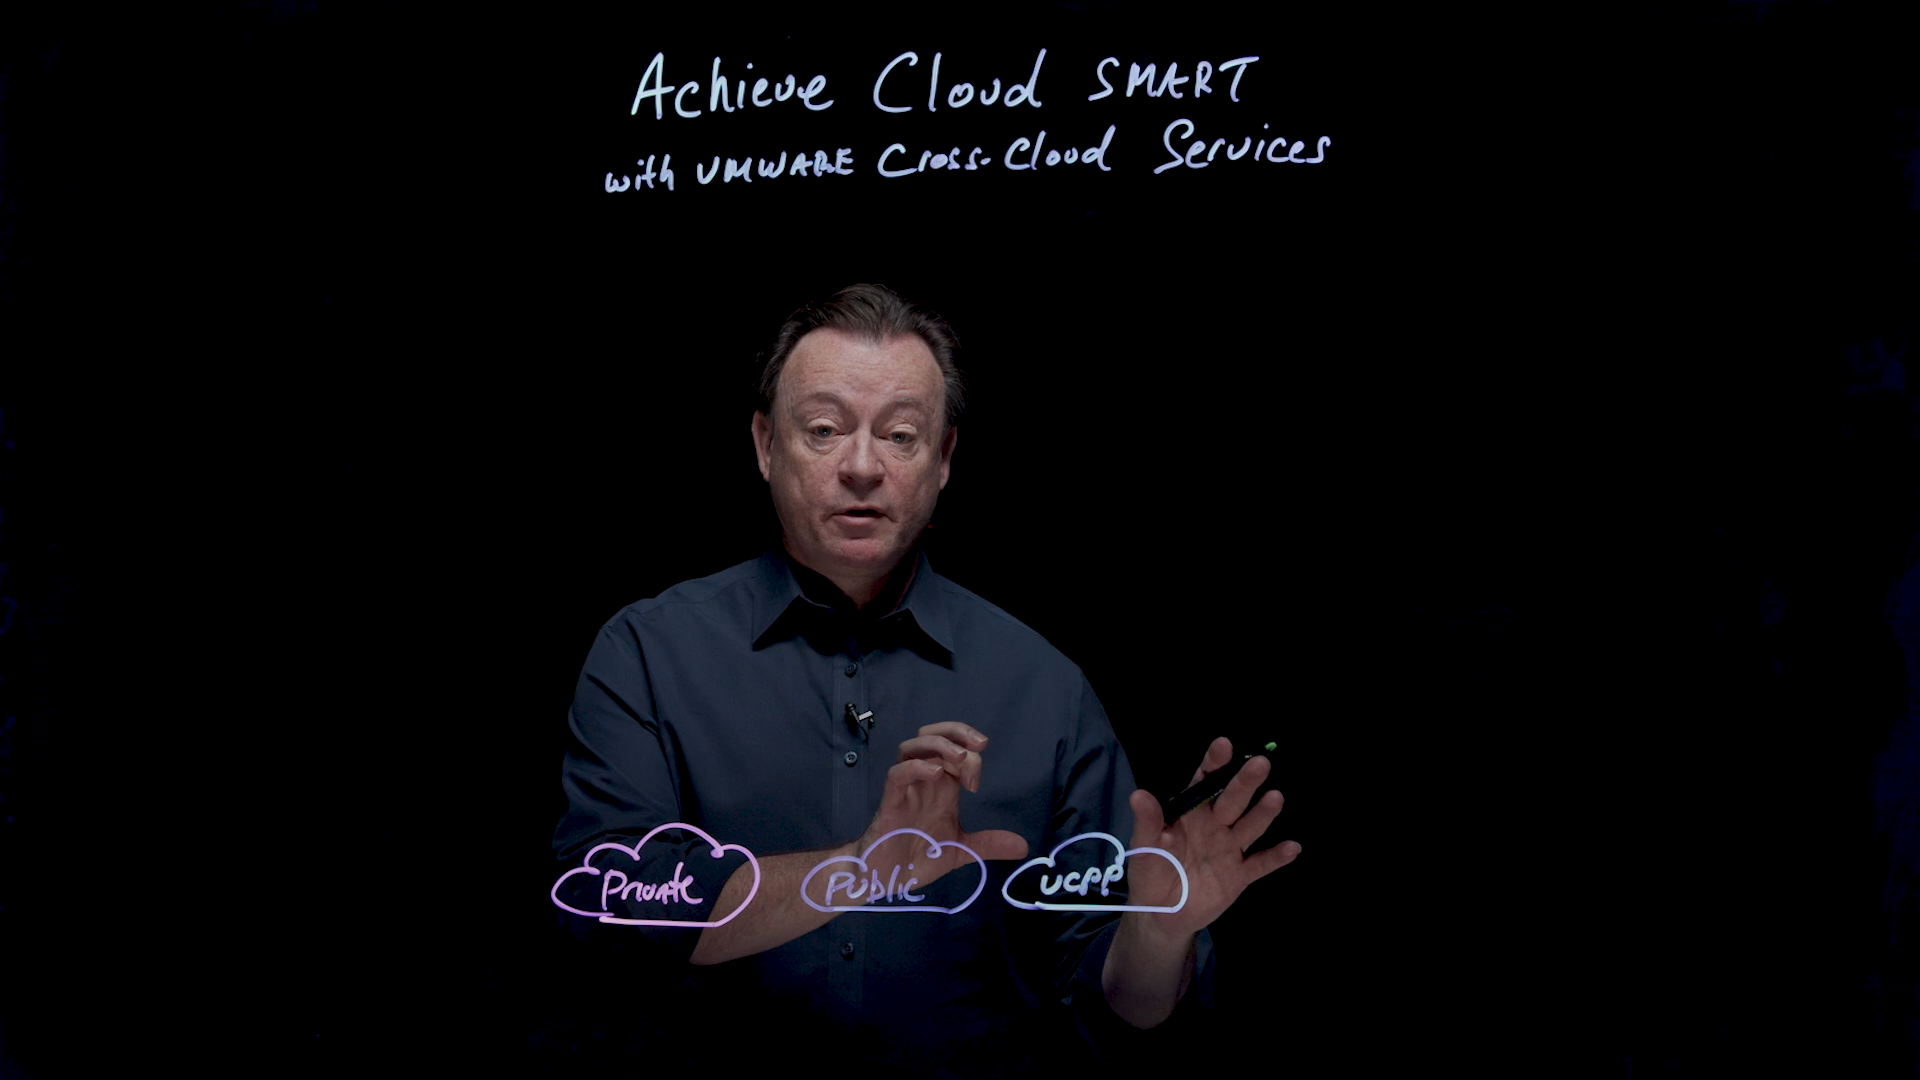 Achieve Cloud SMART
with VMWARE Cross-Cloud Services
Private Public VCPP